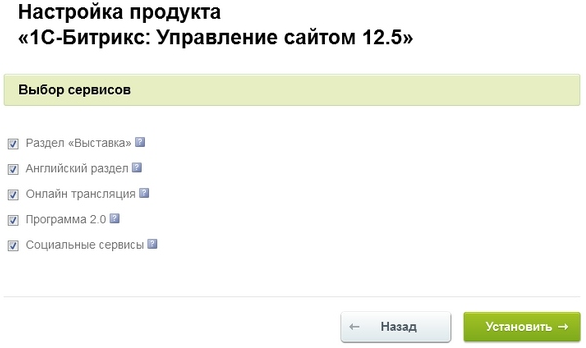 Настройка продукта
«1С-Битрикс: Управление сайтом 12.5»
Выбор сервисов
Раздел «Выставка» ?
Английский раздел ?
Онлайн трансляция ?
Программа 2.0 ?
Социальные сервисы ?
← Назад
Установить →